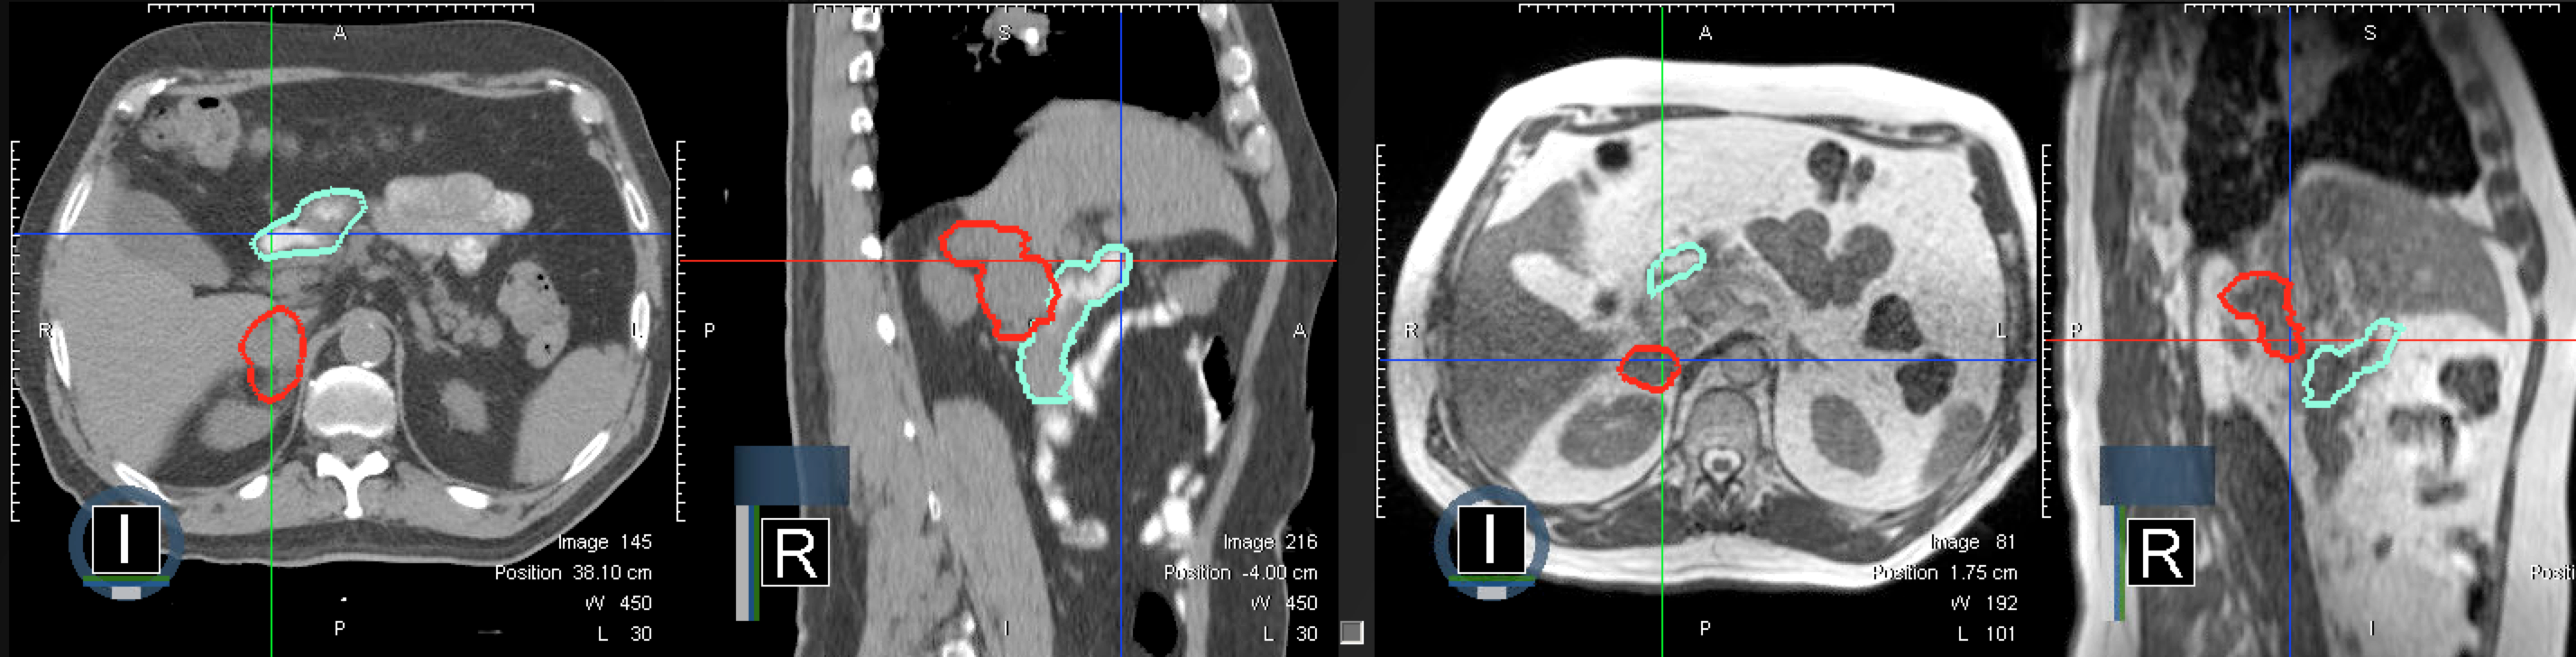 A
R
L
I
Image 145
Position 38.10 cm
W 450
L 30
P
S
P
A
R
Image 216
Position -4.00 cm
W 450
L 30
I
A
R
L
I
Image 81
Position 1.75 cm
W 192
L 101
P
S
P
R
Positi
I